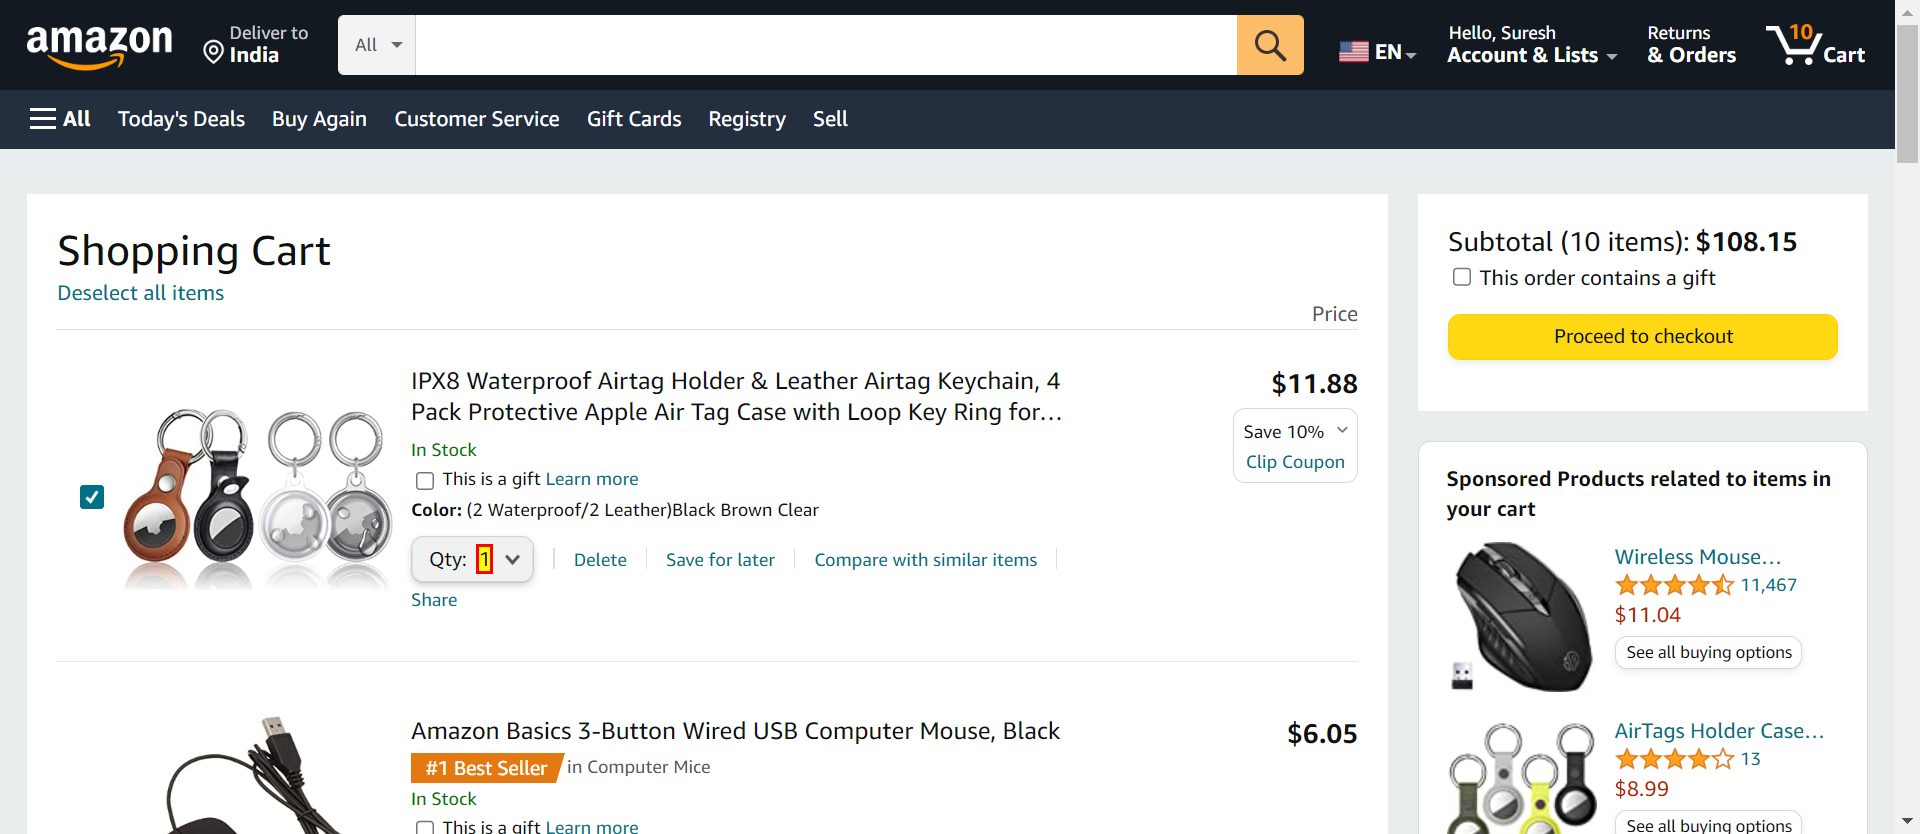 amazon
Deliver to
India
All
EN
Hello, Suresh
Account & Lists
Returns
& Orders
10
Cart
All
Today's Deals
Buy Again
Customer Service
Gift Cards
Registry
Sell
Shopping Cart
Deselect all items
Price
IPX8 Waterproof Airtag Holder & Leather Airtag Keychain, 4
Pack Protective Apple Air Tag Case with Loop Key Ring for…
$11.88
Save 10%
Clip Coupon
In Stock
This is a gift Learn more
Color: (2 Waterproof/2 Leather)Black Brown Clear
Qty: 1
Delete
Save for later
Compare with similar items
Share
Amazon Basics 3-Button Wired USB Computer Mouse, Black
$6.05
#1 Best Seller in Computer Mice
In Stock
This is a gift Learn more
Subtotal (10 items): $108.15
This order contains a gift
Proceed to checkout
Sponsored Products related to items in
your cart
Wireless Mouse…
11,467
$11.04
See all buying options
AirTags Holder Case…
13
$8.99
See all buying options